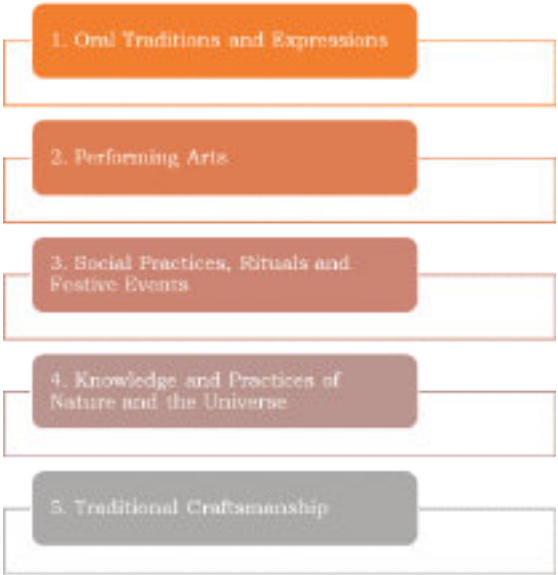 1. Oral Traditions and Expressions
2. Performing Arts
3. Social Practices, Rituals and
Festive Events
4. Knowledge and Practices of
Nature and the Universe
5. Traditional Craftsmanship